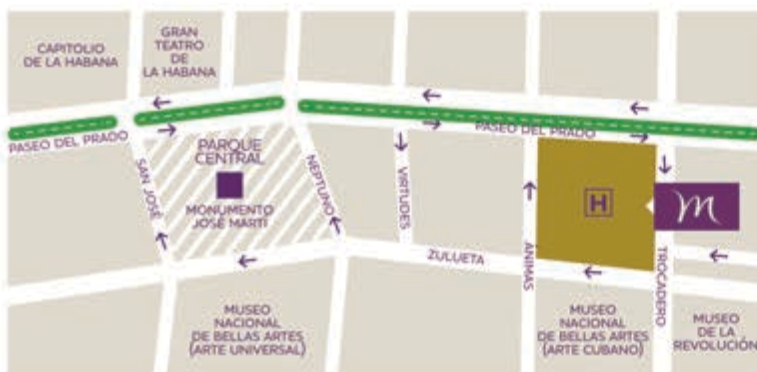 CAPITOLIO
DE LA HABANA
GRAN
TEATRO
DE
LA HABANA
PASEO DEL PRADO
PASEO DEL PRADO
SAN JOSÉ
PARQUE
CENTRAL
MONUMENTO
JOSÉ MARTÍ
NEPTUNO
VIRTUDES
ANIMAS
H
m
TROCADERO
ZULUETA
MUSEO
NACIONAL
DE BELLAS ARTES
(ARTE UNIVERSAL)
MUSEO
NACIONAL
DE BELLAS ARTES
(ARTE CUBANO)
MUSEO
DE LA
REVOLUCIÓN